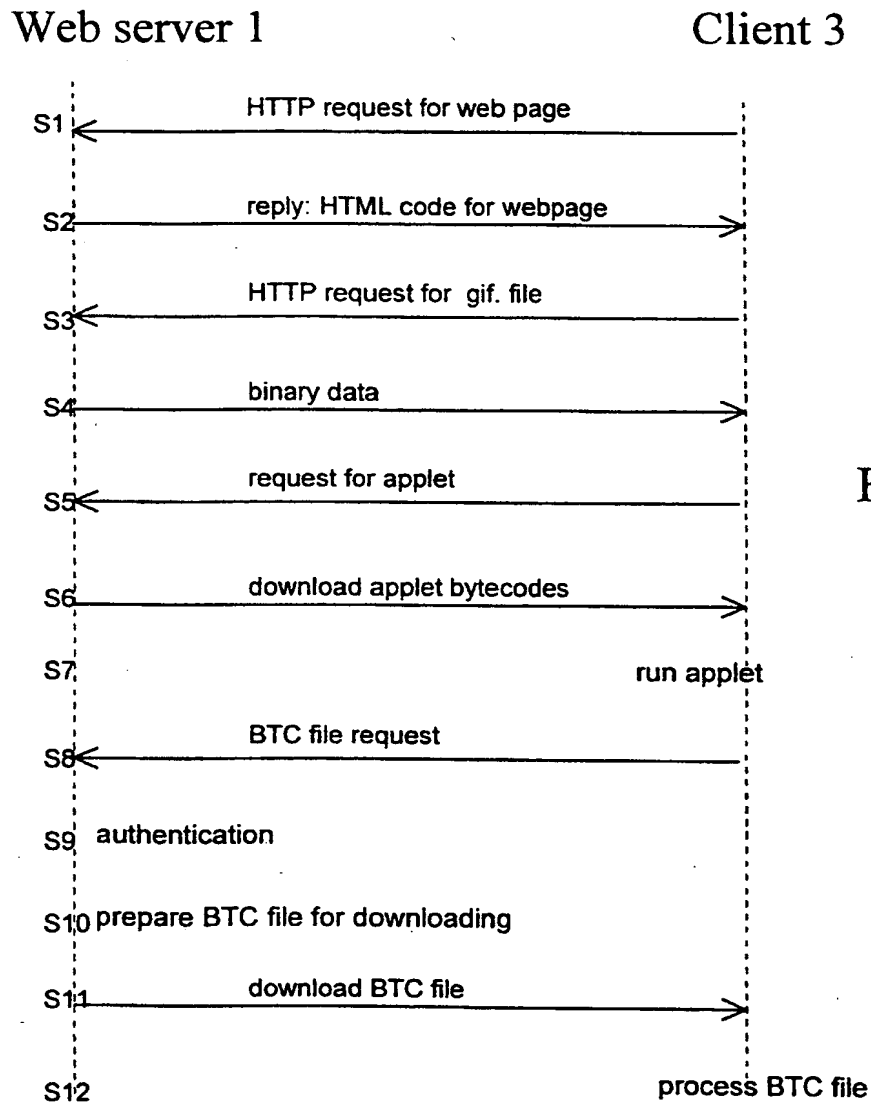 Web server 1
Client 3
S1
HTTP request for web page
S2
reply: HTML code for webpage
S3
HTTP request for gif. file
S4
binary data
S5
request for applet
S6
download applet bytecodes
S7
run applet
S8
BTC file request
S9 authentication
S10 prepare BTC file for downloading
S11
download BTC file
S12
process BTC file